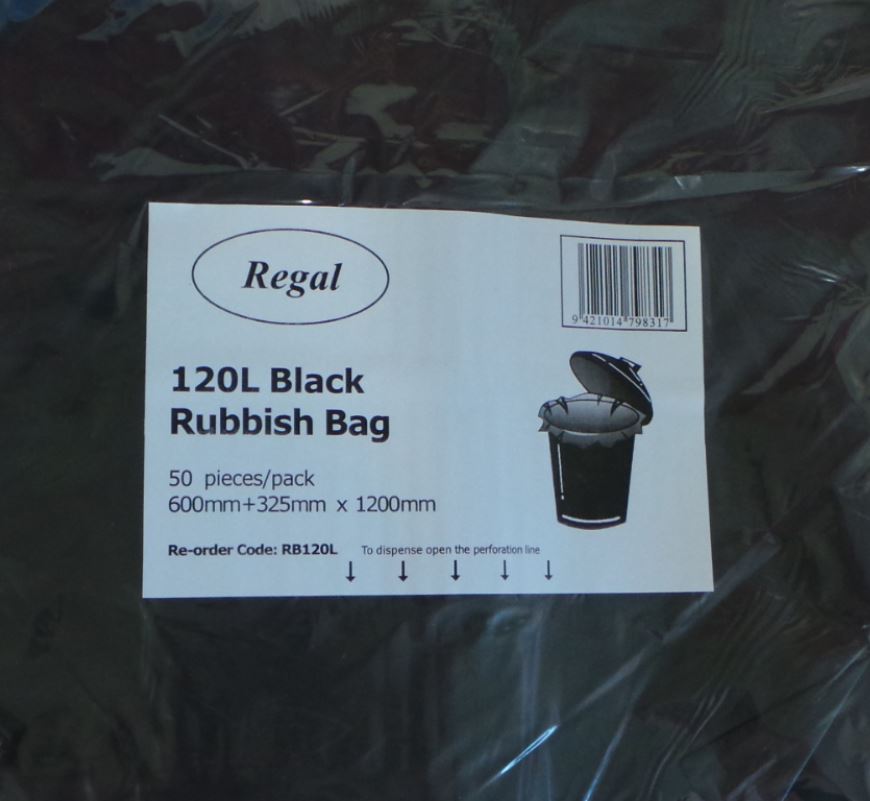 Regal
9 421014 798317
120L Black
Rubbish Bag
50 pieces/pack
600mm+325mm x 1200mm
Re-order Code: RB120L To dispense open the perforation line